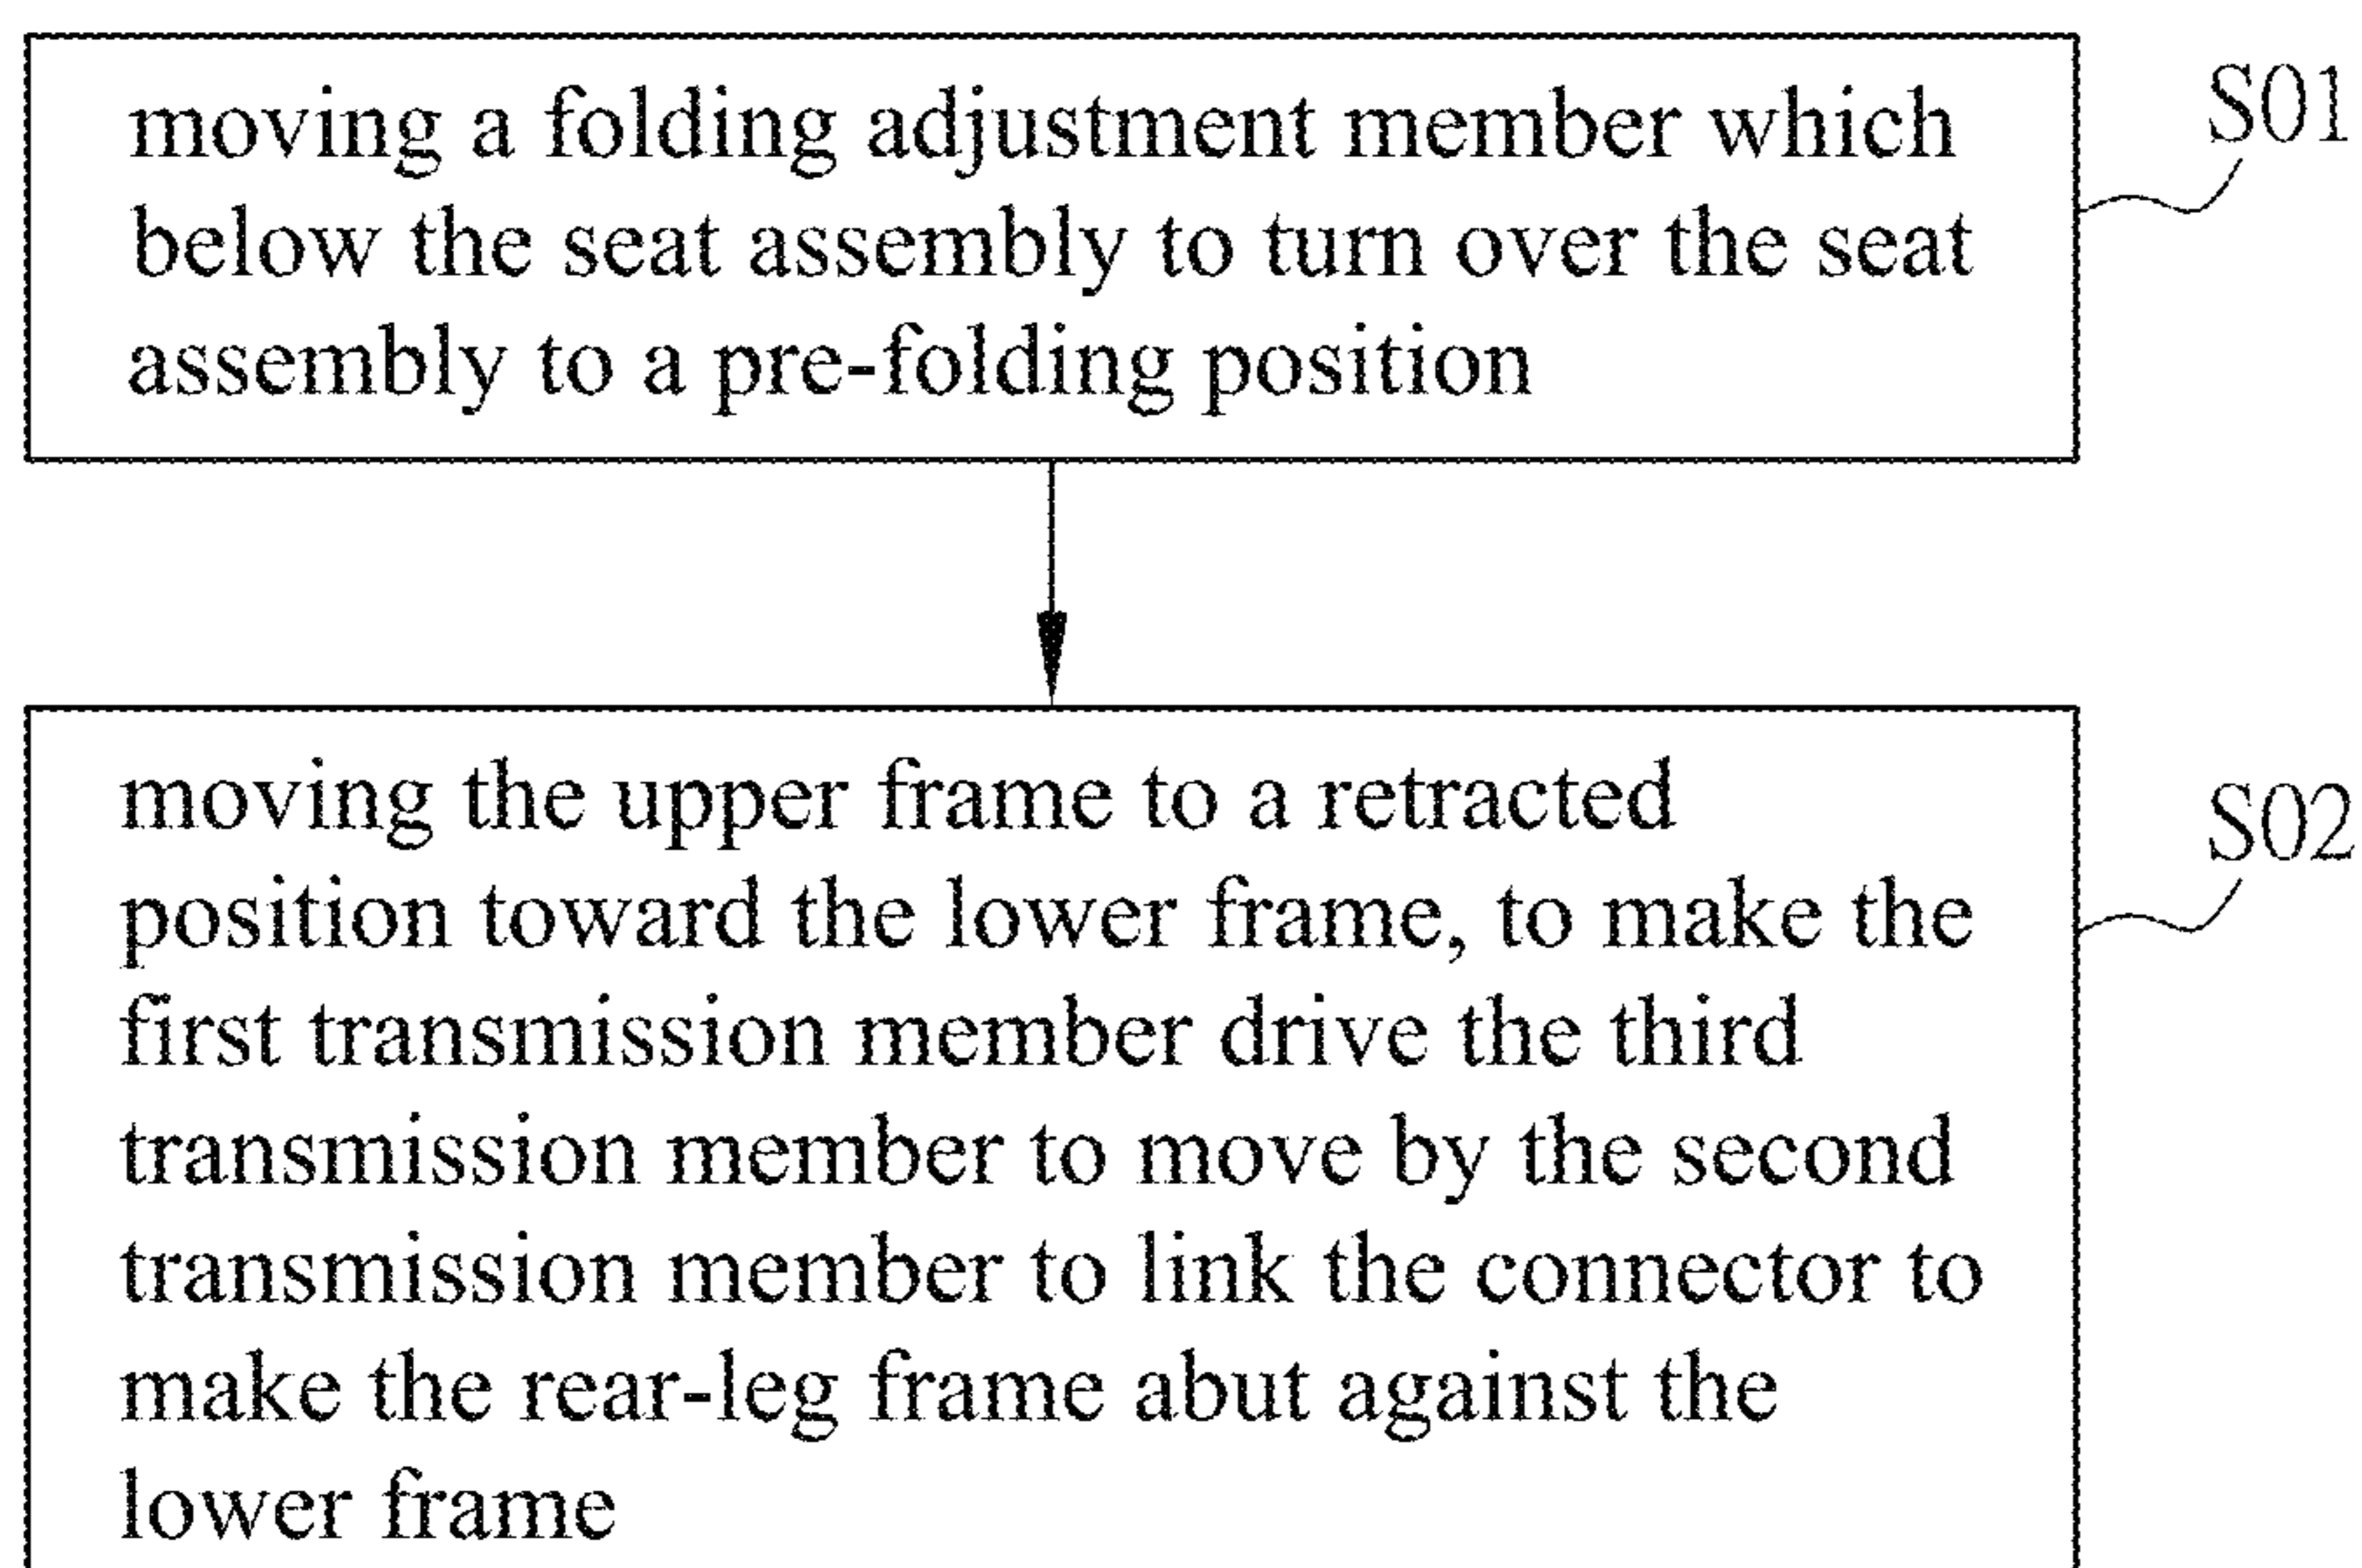 moving a folding adjustment member which
below the seat assembly to turn over the seat
assembly to a pre-folding position
S01
moving the upper frame to a retracted
position toward the lower frame, to make the
first transmission member drive the third
transmission member to move by the second
transmission member to link the connector to
make the rear-leg frame abut against the
lower frame
S02